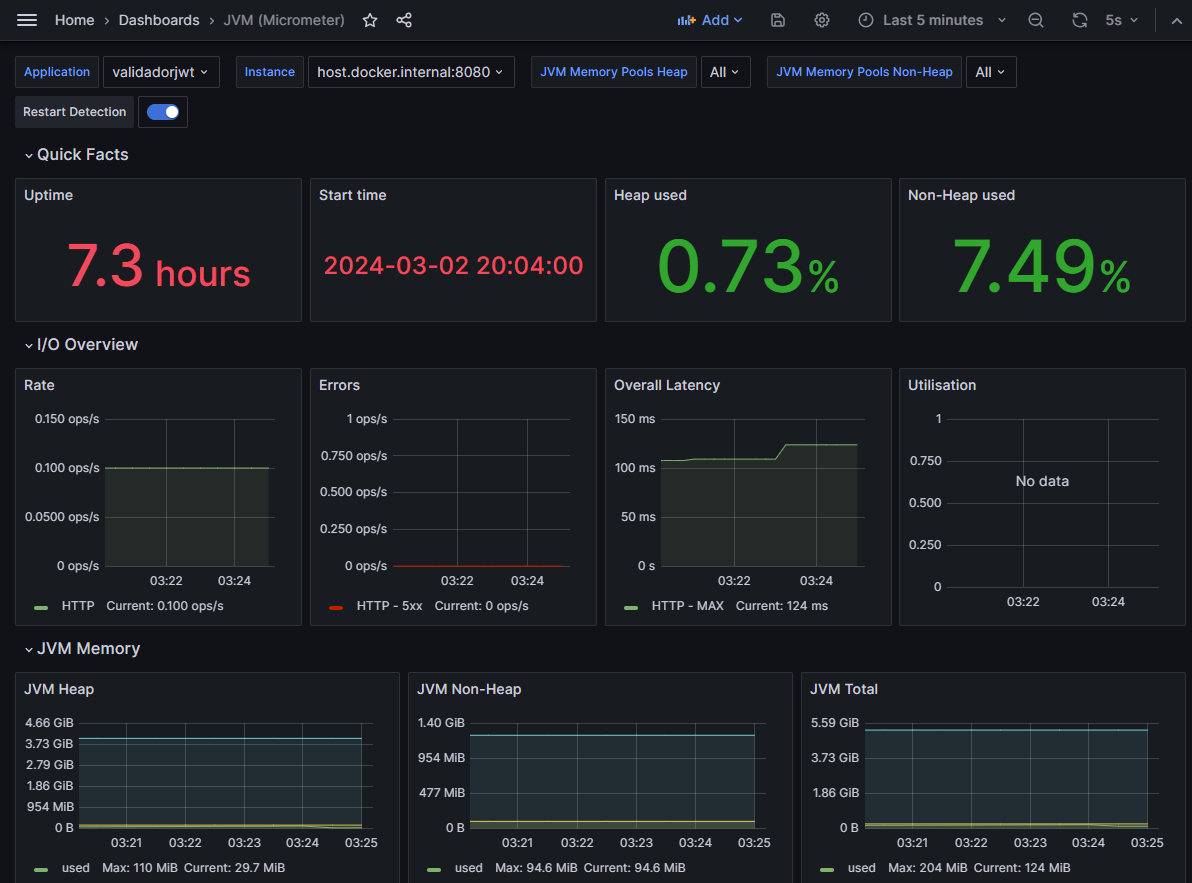 Home › Dashboards › JVM (Micrometer) Add Last 5 minutes 5s
Application validadorjwt Instance host.docker.internal:8080 JVM Memory Pools Heap All JVM Memory Pools Non-Heap All
Restart Detection
Quick Facts
Uptime
7.3 hours
Start time
2024-03-02 20:04:00
Heap used
0.73%
Non-Heap used
7.49%
I/O Overview
Rate
0.150 ops/s
0.100 ops/s
0.0500 ops/s
0 ops/s
03:22 03:24
HTTP Current: 0.100 ops/s
Errors
1 ops/s
0.750 ops/s
0.500 ops/s
0.250 ops/s
0 ops/s
03:22 03:24
HTTP - 5xx Current: 0 ops/s
Overall Latency
150 ms
100 ms
50 ms
0 s
03:22 03:24
HTTP - MAX Current: 124 ms
Utilisation
1
0.750
No data
0.500
0.250
0
03:22 03:24
JVM Memory
JVM Heap
4.66 GiB
3.73 GiB
2.79 GiB
1.86 GiB
954 MiB
0 B
03:21 03:22 03:23 03:24 03:25
used Max: 110 MiB Current: 29.7 MiB
JVM Non-Heap
1.40 GiB
954 MiB
477 MiB
0 B
03:21 03:22 03:23 03:24 03:25
used Max: 94.6 MiB Current: 94.6 MiB
JVM Total
5.59 GiB
3.73 GiB
1.86 GiB
0 B
03:21 03:22 03:23 03:24 03:25
used Max: 204 MiB Current: 124 MiB